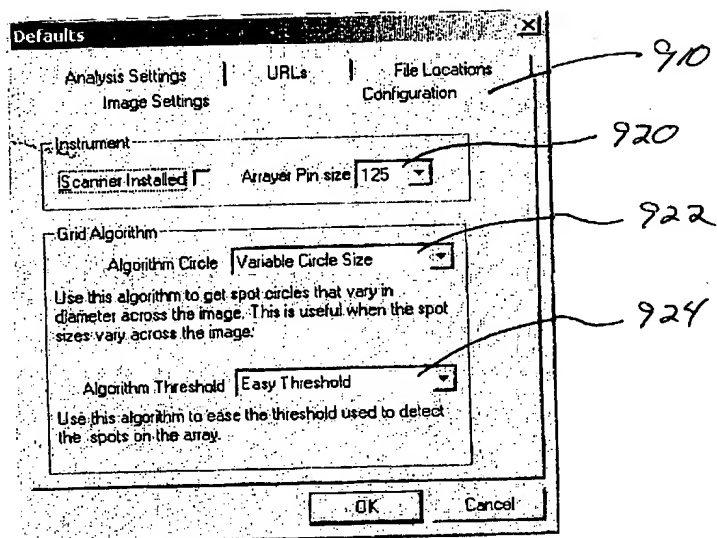 Defaults
Analysis Settings URLs File Locations
Image Settings Configuration
910
Instrument
920
Scanner Installed Arrayer Pin size 125
Grid Algorithm
922
Algorithm Circle Variable Circle Size
Use this algorithm to get spot circles that vary in
diameter across the image. This is useful when the spot
sizes vary across the image.
924
Algorithm Threshold Easy Threshold
Use this algorithm to ease the threshold used to detect
the spots on the array.
OK Cancel